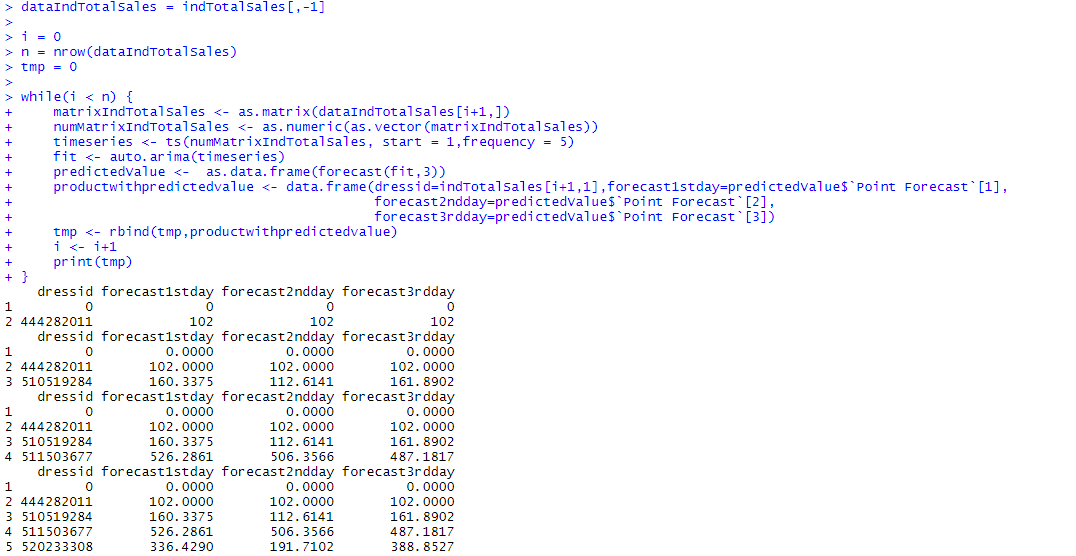 > dataIndTotalSales = indTotalSales[,-1]
>
> i = 0
> n = nrow(dataIndTotalSales)
> tmp = 0
>
> while(i < n) {
+     matrixIndTotalSales <- as.matrix(dataIndTotalSales[i+1,])
+     numMatrixIndTotalSales <- as.numeric(as.vector(matrixIndTotalSales))
+     timeseries <- ts(numMatrixIndTotalSales, start = 1,frequency = 5)
+     fit <- auto.arima(timeseries)
+     predictedValue <-  as.data.frame(forecast(fit,3))
+     productwithpredictedvalue <- data.frame(dressid=indTotalSales[i+1,1],forecast1stday=predictedValue$`Point Forecast`[1],
+                                             forecast2ndday=predictedValue$`Point Forecast`[2],
+                                             forecast3rdday=predictedValue$`Point Forecast`[3])
+     tmp <- rbind(tmp,productwithpredictedvalue)
+     i <- i+1
+     print(tmp)
+ }
    dressid forecast1stday forecast2ndday forecast3rdday
1         0              0              0              0
2 444282011            102            102            102
    dressid forecast1stday forecast2ndday forecast3rdday
1         0         0.0000         0.0000         0.0000
2 444282011       102.0000       102.0000       102.0000
3 510519284       160.3375       112.6141       161.8902
    dressid forecast1stday forecast2ndday forecast3rdday
1         0         0.0000         0.0000         0.0000
2 444282011       102.0000       102.0000       102.0000
3 510519284       160.3375       112.6141       161.8902
4 511503677       526.2861       506.3566       487.1817
    dressid forecast1stday forecast2ndday forecast3rdday
1         0         0.0000         0.0000         0.0000
2 444282011       102.0000       102.0000       102.0000
3 510519284       160.3375       112.6141       161.8902
4 511503677       526.2861       506.3566       487.1817
5 520233308       336.4290       191.7102       388.8527